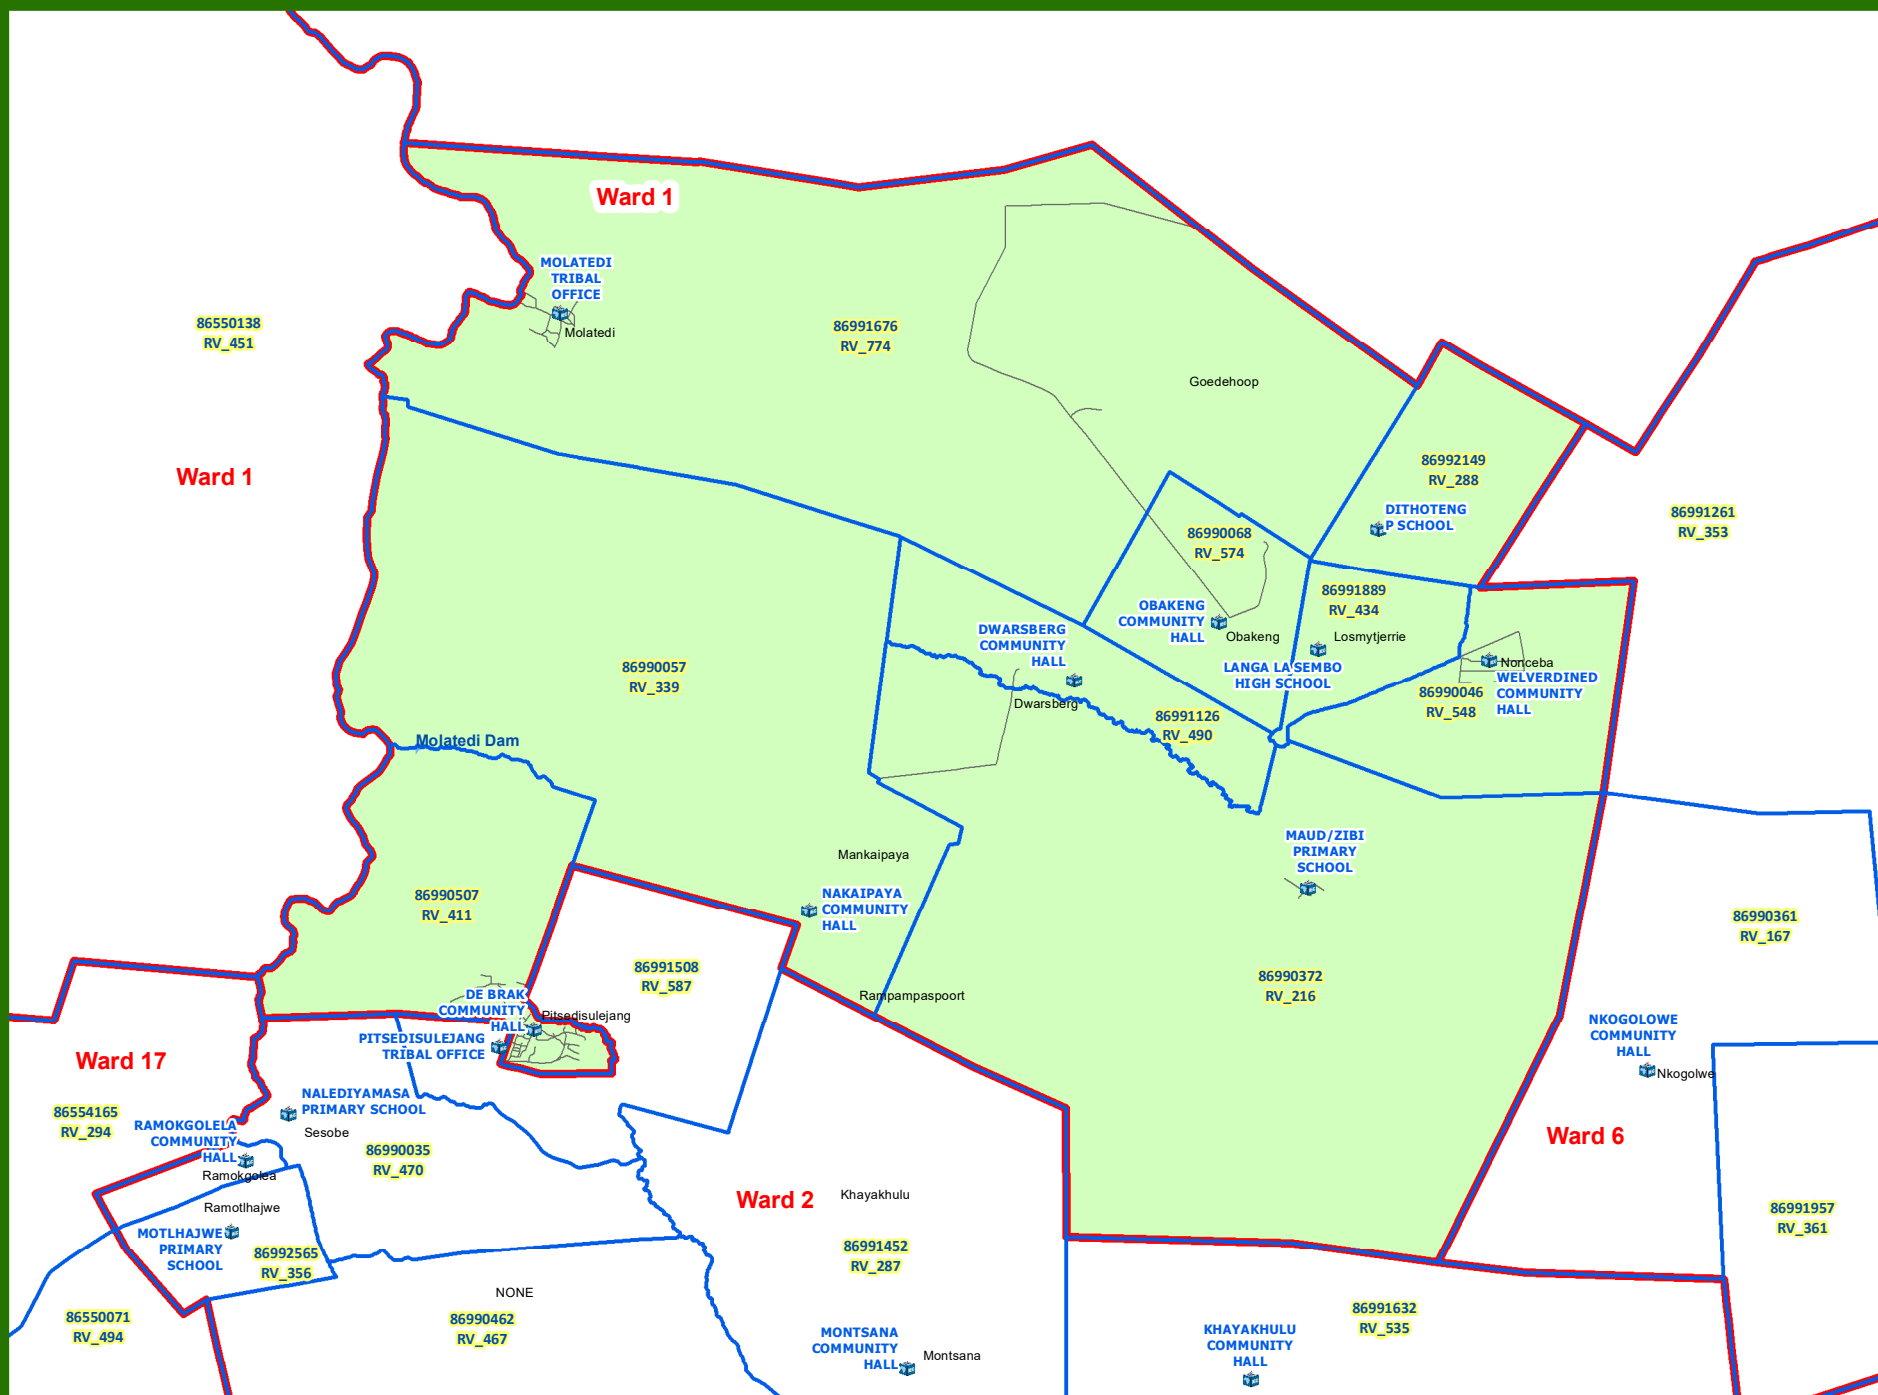 Ward 1
MOLATEDI
TRIBAL
OFFICE
Molatedi
86550138
RV_451
86991676
RV_774
Goedehoop
Ward 1
86992149
RV_288
DITHOTENG
P SCHOOL
86991261
RV_353
86990068
RV_574
86991889
RV_434
OBAKENG
COMMUNITY
HALL
Obakeng
Losmytjerrie
DWARSBERG
COMMUNITY
HALL
Dwarsberg
LANGA LA SEMBO
HIGH SCHOOL
Nonceba
WELVERDINED
COMMUNITY
HALL
86990046
RV_548
86990057
RV_339
86991126
RV_490
Molatedi Dam
MAUD/ZIBI
PRIMARY
SCHOOL
Mankaipaya
NAKAIPAYA
COMMUNITY
HALL
86990507
RV_411
86990361
RV_167
86991508
RV_587
86990372
RV_216
Rampampaspoort
DE BRAK
COMMUNITY
HALL
Pitsedisulejang
PITSEDISULEJANG
TRIBAL OFFICE
NKOGOLOWE
COMMUNITY
HALL
Nkogolwe
Ward 17
86554165
RV_294
NALEDIYAMASA
PRIMARY SCHOOL
Sesobe
RAMOKGOLELA
COMMUNITY
HALL
Ramokgolea
86990035
RV_470
Ward 6
Ramotlhajwe
MOTLHAJWE
PRIMARY
SCHOOL
86992565
RV_356
Ward 2
Khayakhulu
86991452
RV_287
86991957
RV_361
NONE
86550071
RV_494
86990462
RV_467
86991632
RV_535
MONTSANA
COMMUNITY
HALL
Montsana
KHAYAKHULU
COMMUNITY
HALL